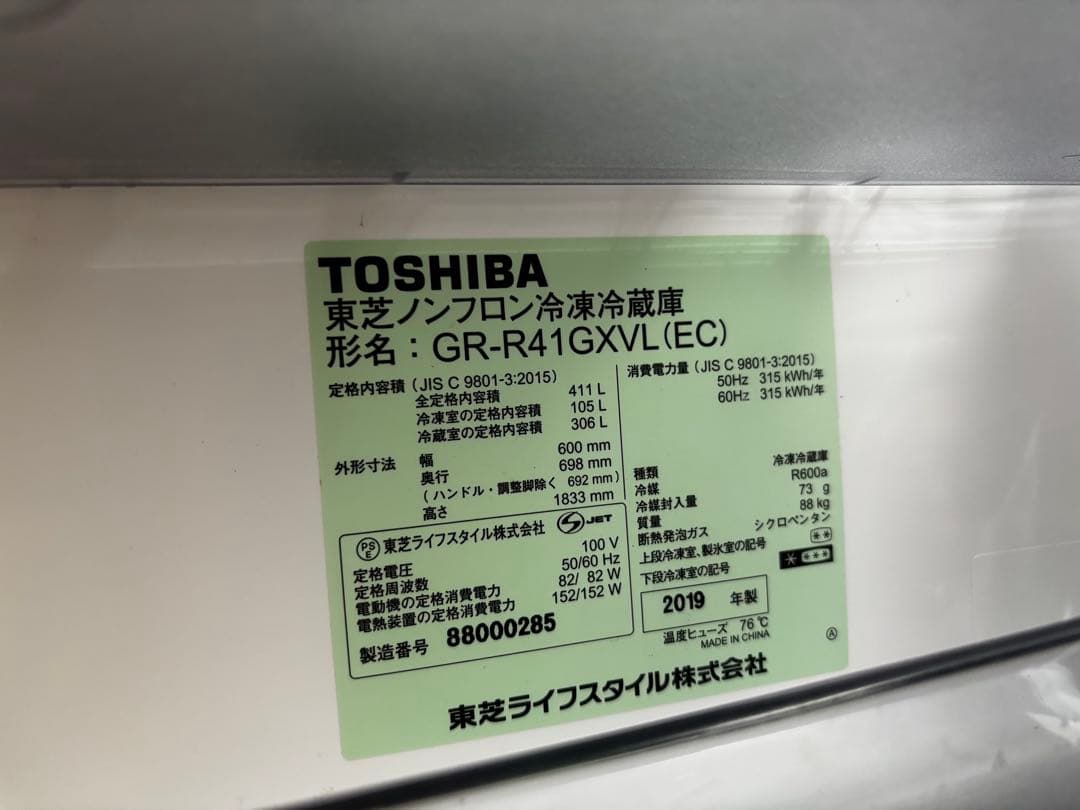 TOSHIBA
東芝ノンフロン冷凍冷蔵庫
形名：GR-R41GXVL(EC)
定格内容積（JIS C 9801-3:2015）
全定格内容積 411 L
冷凍室の定格内容積 105 L
冷蔵室の定格内容積 306 L
外形寸法 幅 600 mm
奥行 698 mm
（ハンドル・調整脚除く 692 mm）
高さ 1833 mm
PSE 東芝ライフスタイル株式会社 JET
定格電圧 100 V
定格周波数 50/60 Hz
電動機の定格消費電力 82/ 82 W
電熱装置の定格消費電力 152/152 W
製造番号 88000285
消費電力量（JIS C 9801-3:2015）
50Hz 315 kWh/年
60Hz 315 kWh/年
種類 冷凍冷蔵庫
冷媒 R600a
冷媒封入量 73 g
質量 88 kg
断熱発泡ガス シクロペンタン
上段冷凍室、製氷室の記号 **
下段冷凍室の記号 * ***
2019 年製
温度ヒューズ 76℃
MADE IN CHINA
Ⓐ
東芝ライフスタイル株式会社